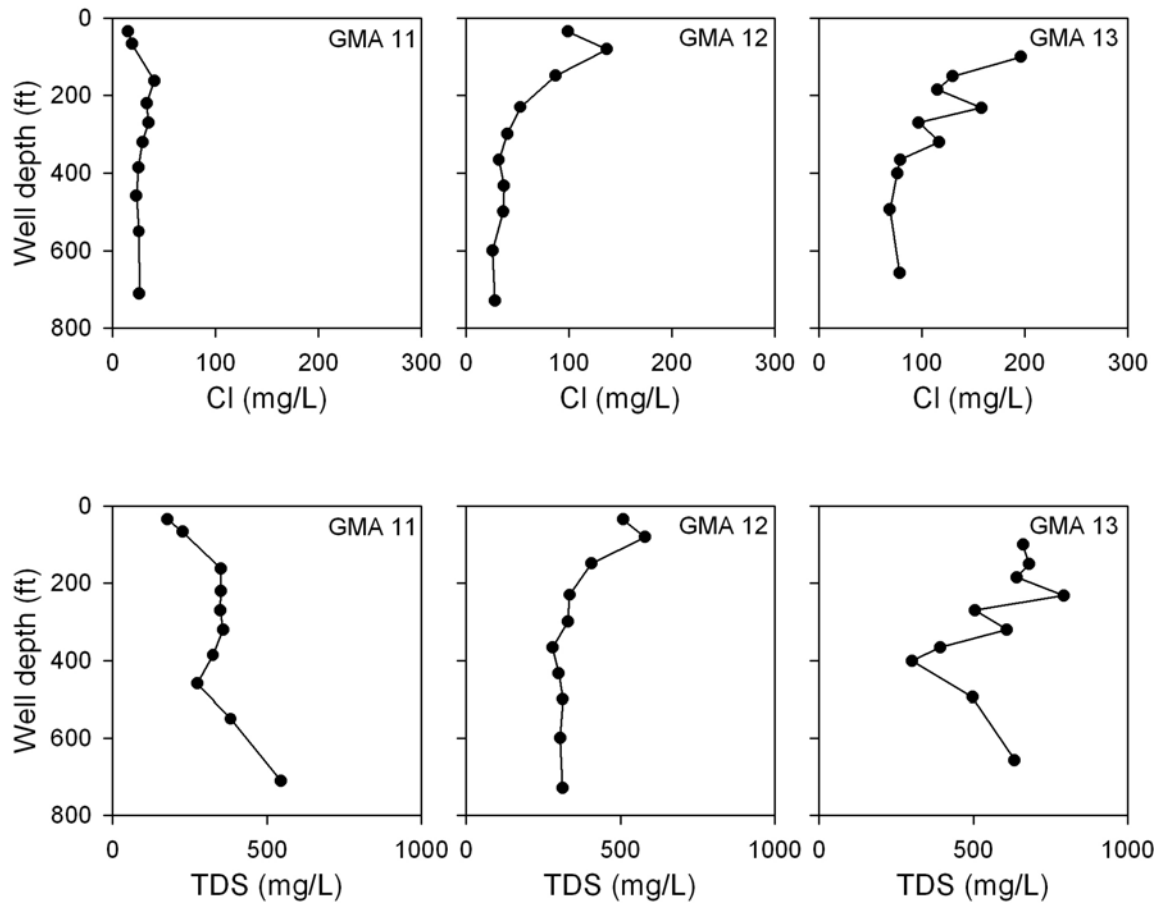 0
200
400
600
800
Well depth (ft)
GMA 11
GMA 12
GMA 13
0 100 200 300
0 100 200 300
0 100 200 300
Cl (mg/L)
Cl (mg/L)
Cl (mg/L)
0
200
400
600
800
Well depth (ft)
GMA 11
GMA 12
GMA 13
0 500 1000
0 500 1000
0 500 1000
TDS (mg/L)
TDS (mg/L)
TDS (mg/L)